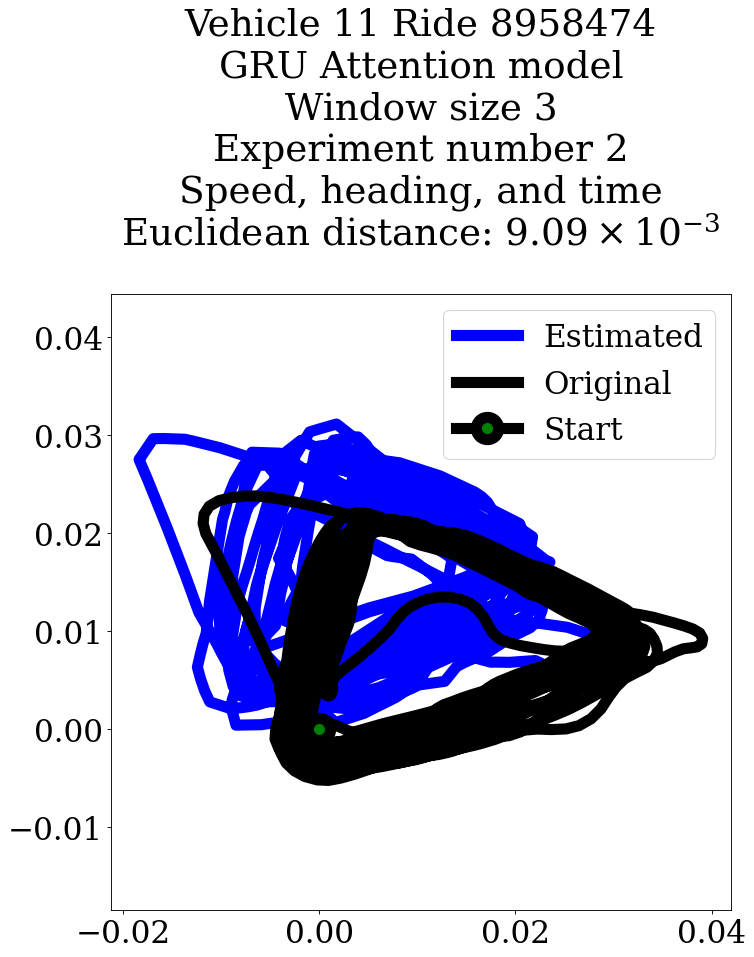 Vehicle 11 Ride 8958474
GRU Attention model
Window size 3
Experiment number 2
Speed, heading, and time
Euclidean distance: 9.09 × 10⁻³
0.04
0.03
0.02
0.01
0.00
−0.01
−0.02
0.00
0.02
0.04
Estimated
Original
Start